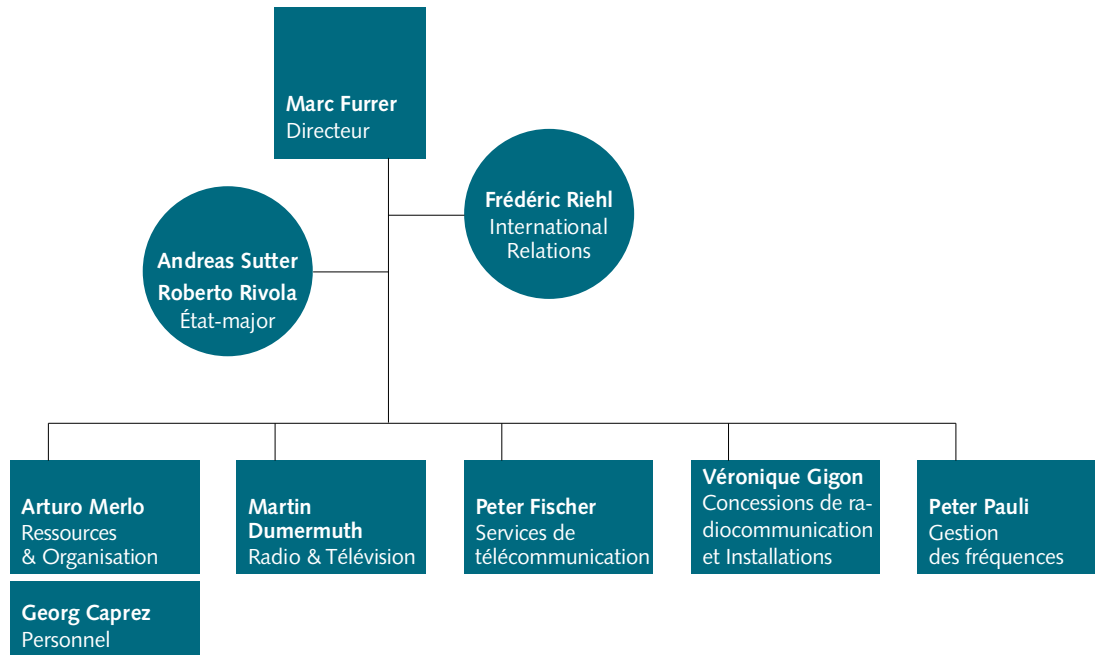 Marc Furrer
Directeur
Frédéric Riehl
International
Relations
Andreas Sutter
Roberto Rivola
État-major
Arturo Merlo
Ressources
& Organisation
Martin
Dumermuth
Radio & Télévision
Peter Fischer
Services de
télécommunication
Véronique Gigon
Concessions de ra-
diocommunication
et Installations
Peter Pauli
Gestion
des fréquences
Georg Caprez
Personnel